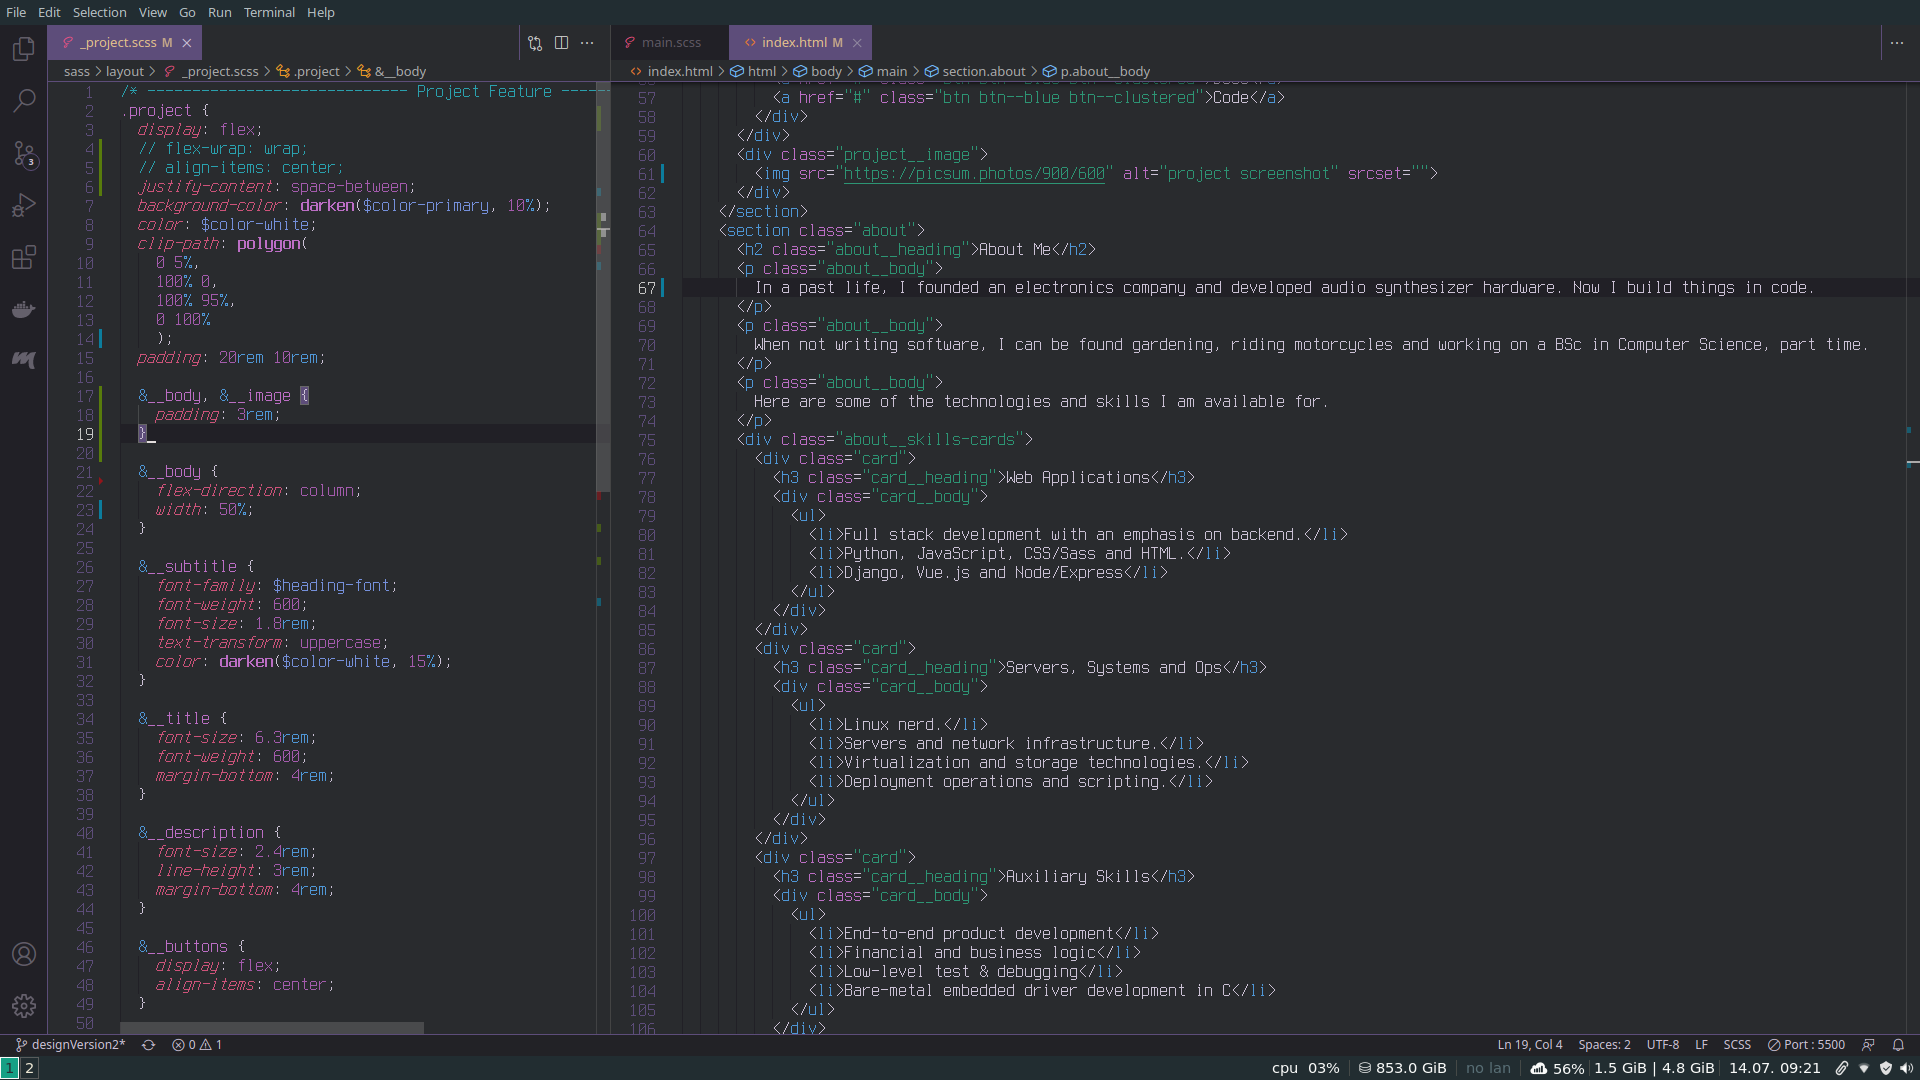 File Edit Selection View Go Run Terminal Help
_project.scss M
main.scss
index.html M
sass > layout > _project.scss > .project > &__body
index.html > html > body > main > section.about > p.about__body
3
1 /* ----------------------------- Project Feature -----
2 .project {
3 display: flex;
4 // flex-wrap: wrap;
5 // align-items: center;
6 justify-content: space-between;
7 background-color: darken($color-primary, 10%);
8 color: $color-white;
9 clip-path: polygon(
10 0 5%,
11 100% 0,
12 100% 95%,
13 0 100%
14 );
15 padding: 20rem 10rem;
16
17 &__body, &__image {
18 padding: 3rem;
19 }
20
21 &__body {
22 flex-direction: column;
23 width: 50%;
24 }
25
26 &__subtitle {
27 font-family: $heading-font;
28 font-weight: 600;
29 font-size: 1.8rem;
30 text-transform: uppercase;
31 color: darken($color-white, 15%);
32 }
33
34 &__title {
35 font-size: 6.3rem;
36 font-weight: 600;
37 margin-bottom: 4rem;
38 }
39
40 &__description {
41 font-size: 2.4rem;
42 line-height: 3rem;
43 margin-bottom: 4rem;
44 }
45
46 &__buttons {
47 display: flex;
48 align-items: center;
49 }
50
57 <a href="#" class="btn btn--blue btn--clustered">Code</a>
58 </div>
59 </div>
60 <div class="project__image">
61 <img src="https://picsum.photos/900/600" alt="project screenshot" srcset="">
62 </div>
63 </section>
64 <section class="about">
65 <h2 class="about__heading">About Me</h2>
66 <p class="about__body">
67 In a past life, I founded an electronics company and developed audio synthesizer hardware. Now I build things in code.
68 </p>
69 <p class="about__body">
70 When not writing software, I can be found gardening, riding motorcycles and working on a BSc in Computer Science, part time.
71 </p>
72 <p class="about__body">
73 Here are some of the technologies and skills I am available for.
74 </p>
75 <div class="about__skills-cards">
76 <div class="card">
77 <h3 class="card__heading">Web Applications</h3>
78 <div class="card__body">
79 <ul>
80 <li>Full stack development with an emphasis on backend.</li>
81 <li>Python, JavaScript, CSS/Sass and HTML.</li>
82 <li>Django, Vue.js and Node/Express</li>
83 </ul>
84 </div>
85 </div>
86 <div class="card">
87 <h3 class="card__heading">Servers, Systems and Ops</h3>
88 <div class="card__body">
89 <ul>
90 <li>Linux nerd.</li>
91 <li>Servers and network infrastructure.</li>
92 <li>Virtualization and storage technologies.</li>
93 <li>Deployment operations and scripting.</li>
94 </ul>
95 </div>
96 </div>
97 <div class="card">
98 <h3 class="card__heading">Auxiliary Skills</h3>
99 <div class="card__body">
100 <ul>
101 <li>End-to-end product development</li>
102 <li>Financial and business logic</li>
103 <li>Low-level test & debugging</li>
104 <li>Bare-metal embedded driver development in C</li>
105 </ul>
106 </div>
designVersion2* 0 1
Ln 19, Col 4 Spaces: 2 UTF-8 LF SCSS Port : 5500
1 2
cpu 03% 853.0 GiB no lan 56% 1.5 GiB | 4.8 GiB 14.07. 09:21